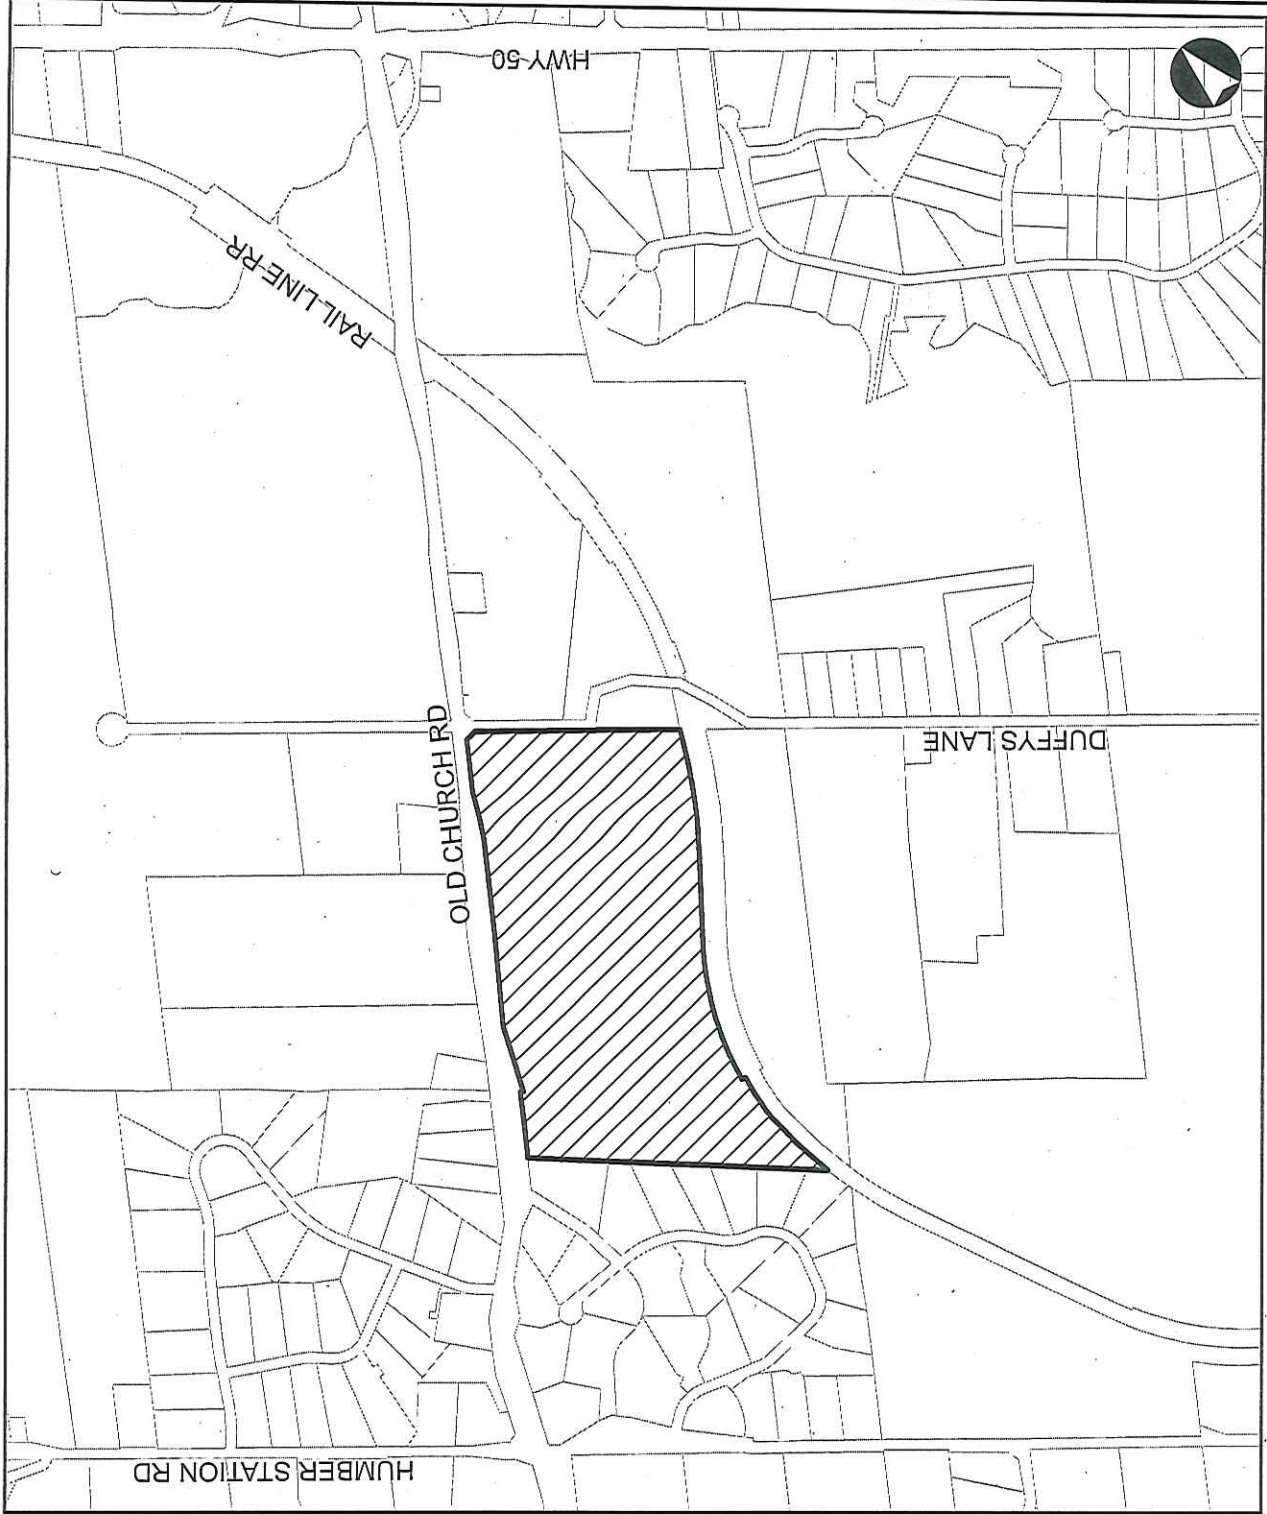 HWY 50
RAIL LINE RR
OLD CHURCH RD
DUFFYS LANE
HUMBER STATION RD